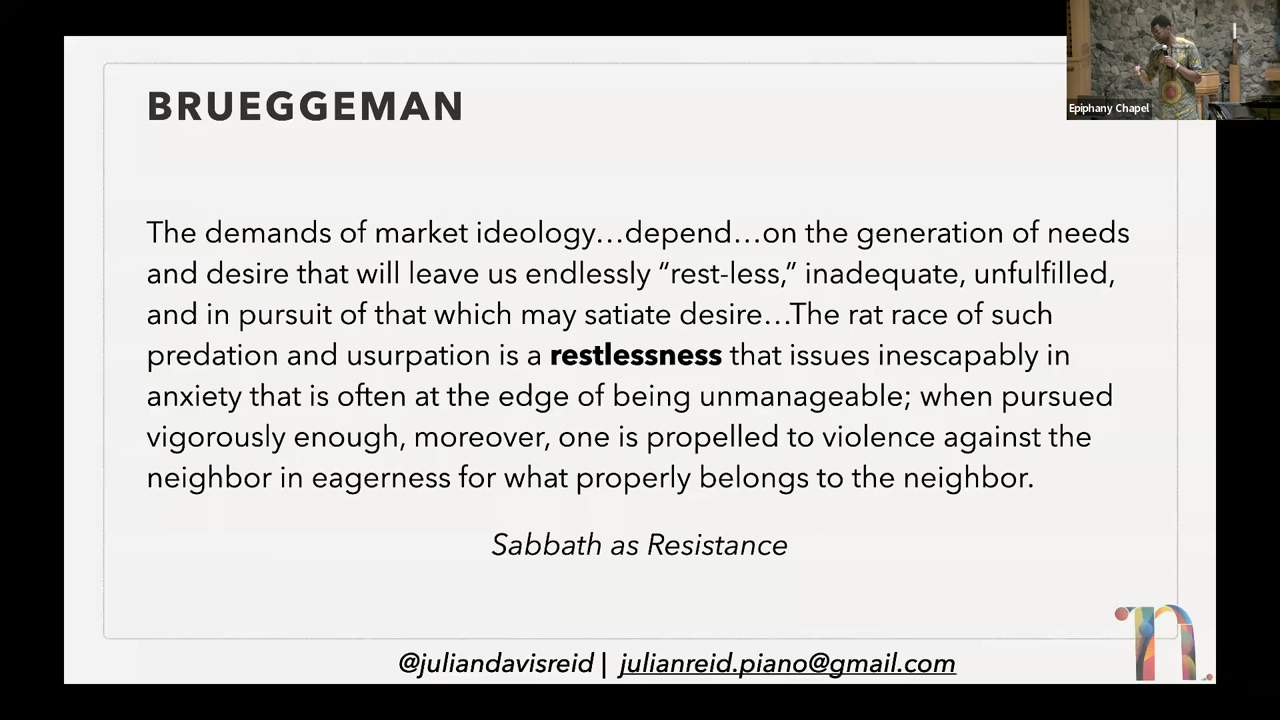 BRUEGGEMAN
Epiphany Chapel
The demands of market ideology…depend…on the generation of needs
and desire that will leave us endlessly “rest-less,” inadequate, unfulfilled,
and in pursuit of that which may satiate desire…The rat race of such
predation and usurpation is a restlessness that issues inescapably in
anxiety that is often at the edge of being unmanageable; when pursued
vigorously enough, moreover, one is propelled to violence against the
neighbor in eagerness for what properly belongs to the neighbor.
Sabbath as Resistance
@juliandavisreid | julianreid.piano@gmail.com
n.